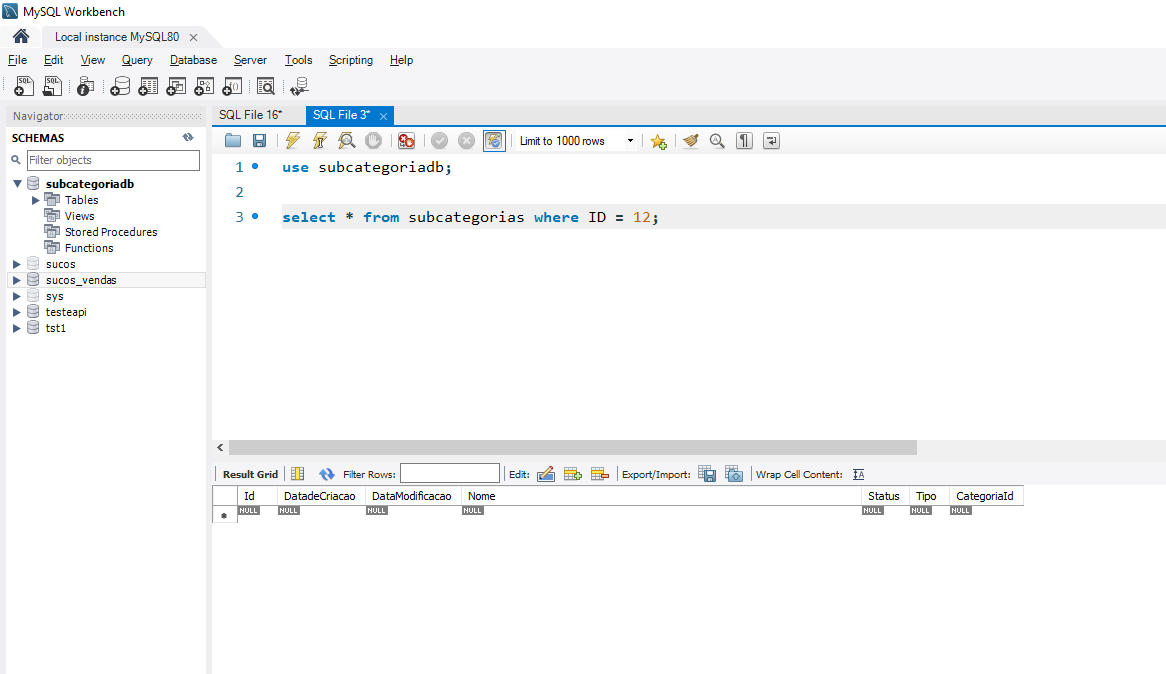 MySQL Workbench
Local instance MySQL80
File Edit View Query Database Server Tools Scripting Help
Navigator
SCHEMAS
Filter objects
subcategoriadb
Tables
Views
Stored Procedures
Functions
sucos
sucos_vendas
sys
testeapi
tst1
SQL File 16* SQL File 3*
Limit to 1000 rows
1 use subcategoriadb;
2
3 select * from subcategorias where ID = 12;
Result Grid Filter Rows: Edit: Export/Import: Wrap Cell Content:
Id DatadeCriacao DataModificacao Nome Status Tipo CategoriaId
NULL NULL NULL NULL NULL NULL NULL